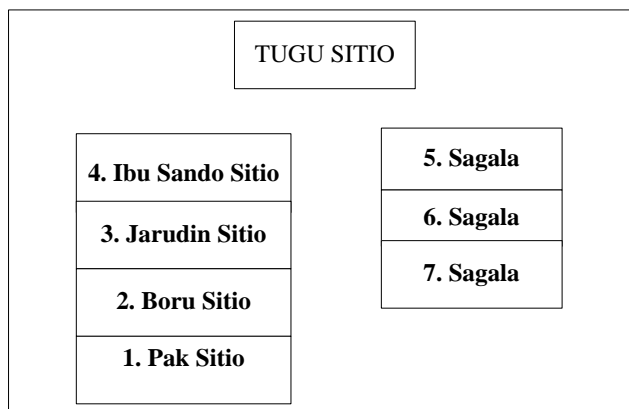 TUGU SITIO
4. Ibu Sando Sitio
3. Jarudin Sitio
2. Boru Sitio
1. Pak Sitio
5. Sagala
6. Sagala
7. Sagala